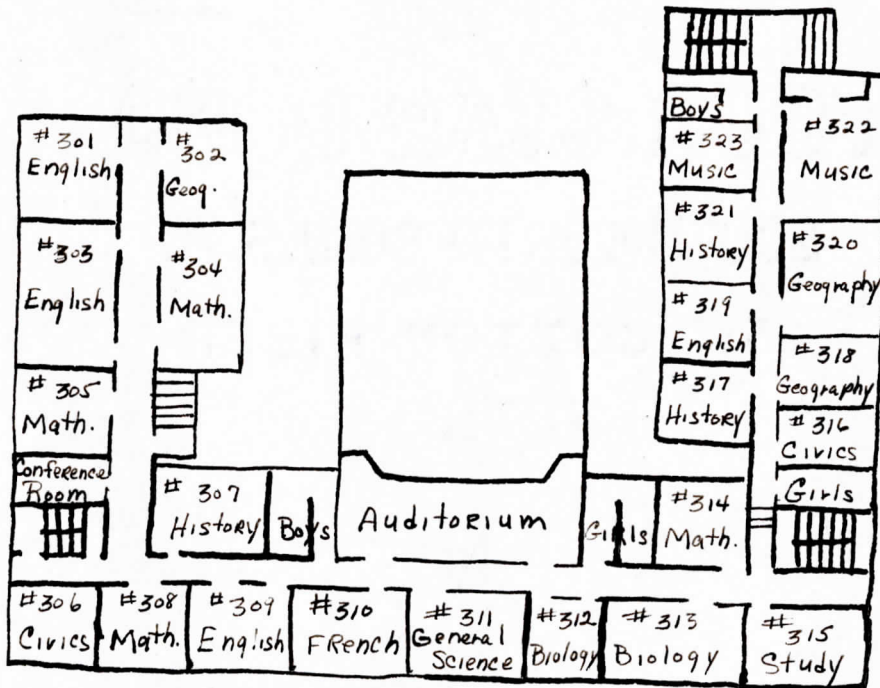 #301
English
#
302
Geog.
#303
English
#304
Math.
#305
Math.
Conference
Room
#307
History
Boys
Auditorium
Girls
#314
Math.
#306
Civics
#308
Math.
#309
English
#310
French
#311
General
Science
#312
Biology
#313
Biology
#315
Study
Boys
#323
Music
#322
Music
#321
History
#320
Geography
#319
English
#318
Geography
#317
History
#316
Civics
Girls